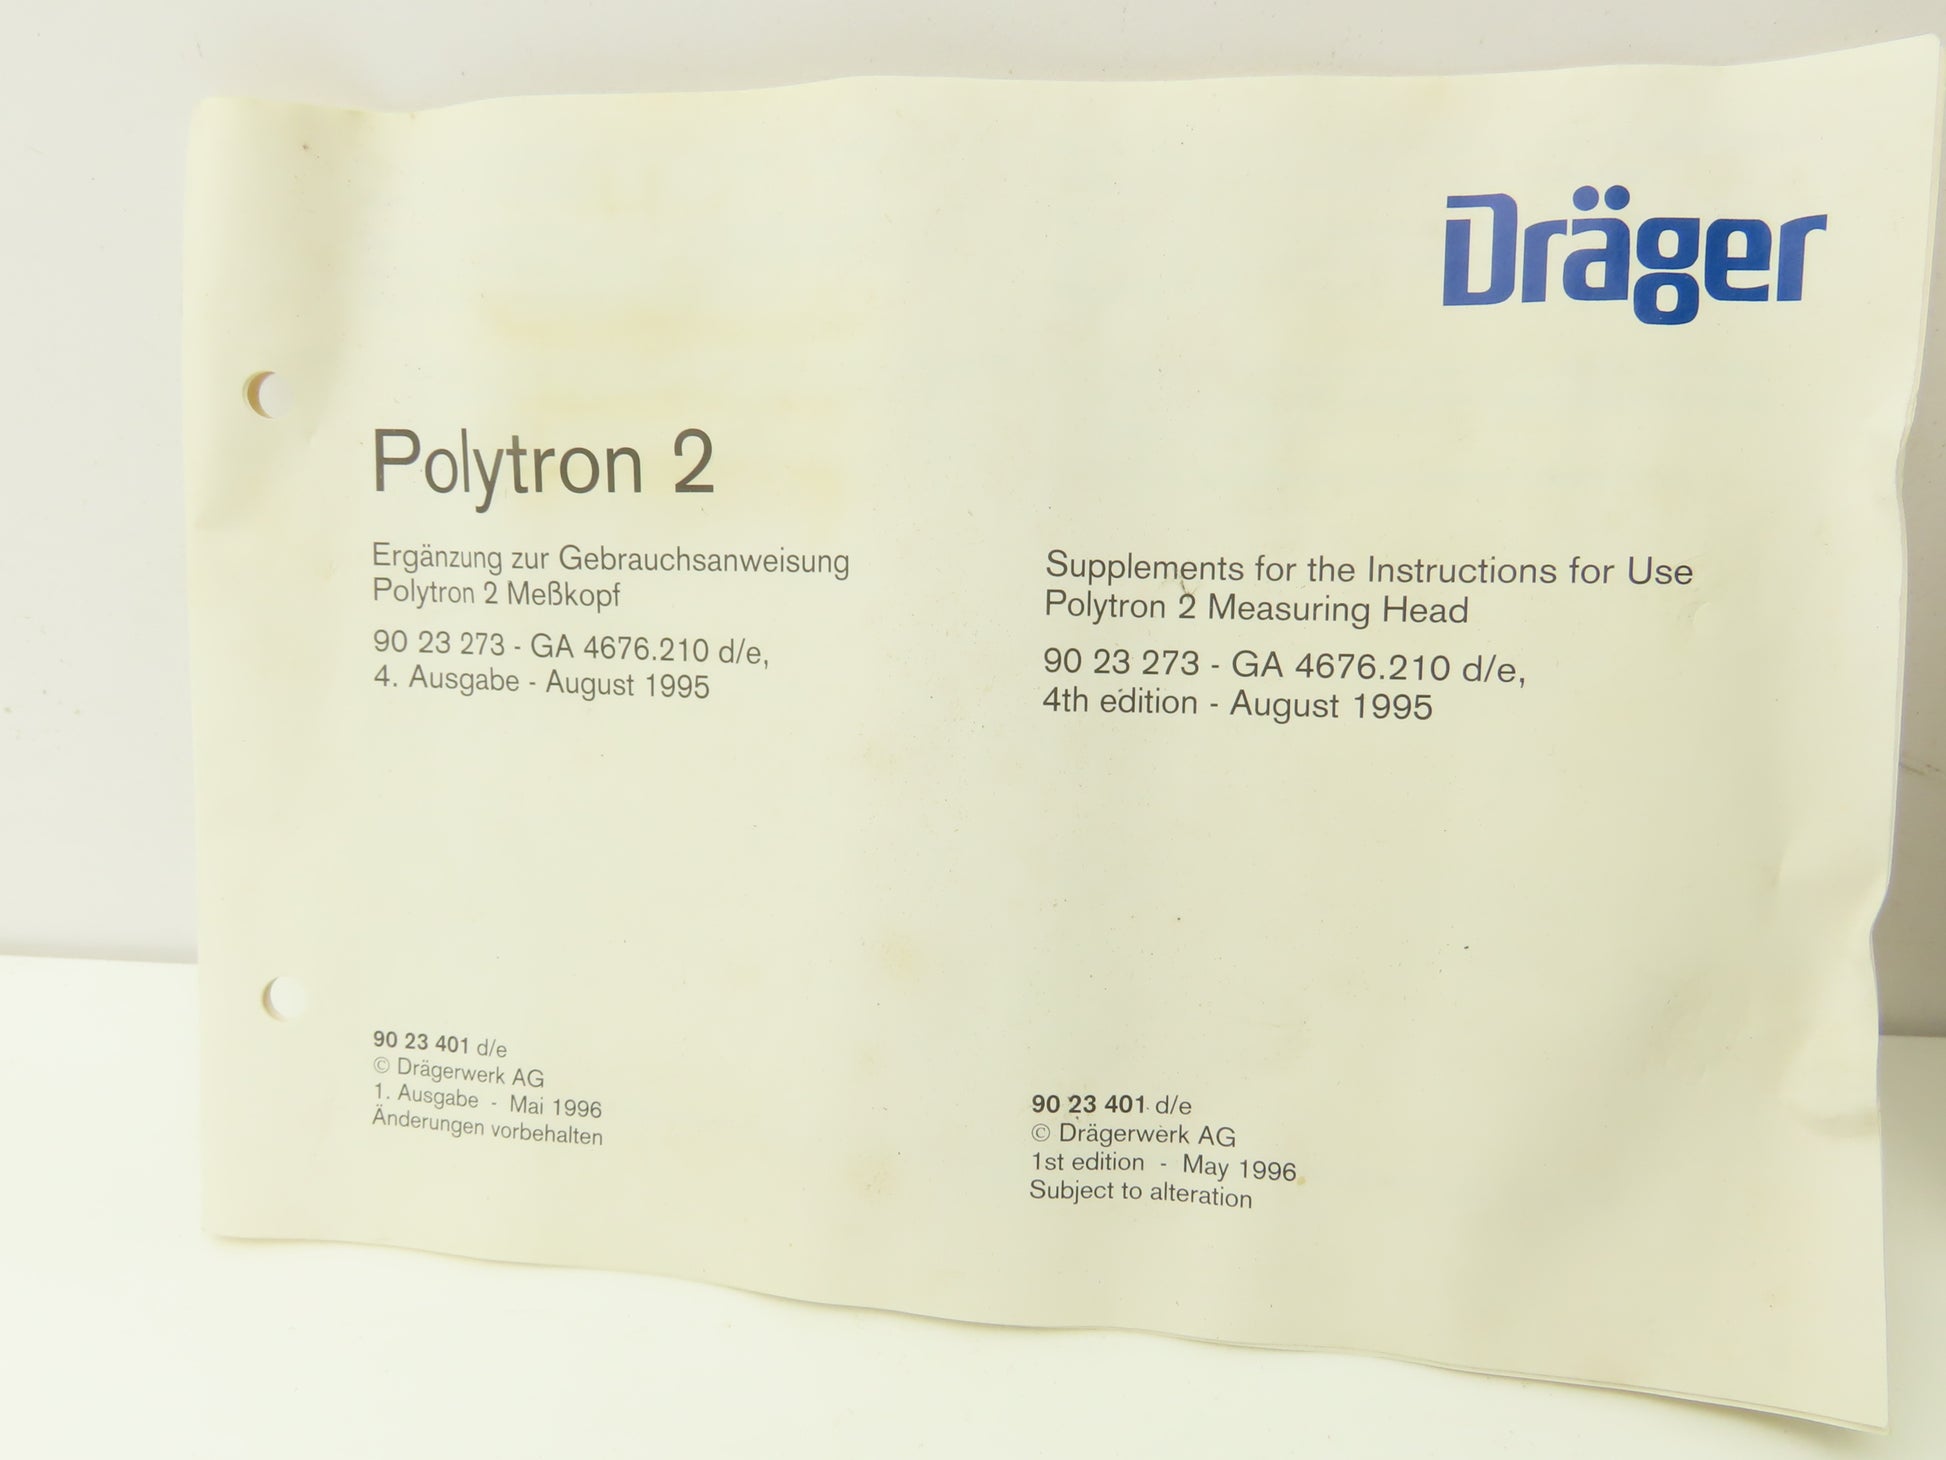 Dräger
Polytron 2
Ergänzung zur Gebrauchsanweisung
Polytron 2 Meßkopf
90 23 273 - GA 4676.210 d/e,
4. Ausgabe - August 1995
Supplements for the Instructions for Use
Polytron 2 Measuring Head
90 23 273 - GA 4676.210 d/e,
4th edition - August 1995
90 23 401 d/e
© Drägerwerk AG
1. Ausgabe - Mai 1996
Änderungen vorbehalten
90 23 401 d/e
© Drägerwerk AG
1st edition - May 1996
Subject to alteration